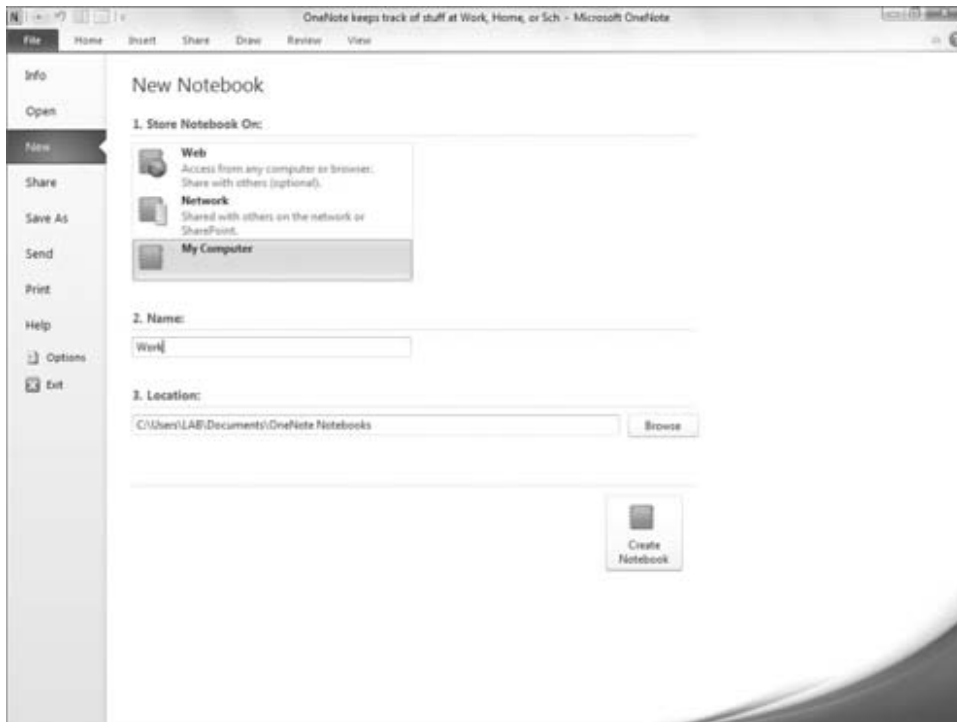 N
OneNote keeps track of stuff at Work, Home, or Sch - Microsoft OneNote
File Home Insert Share Draw Review View
Info
Open
New
Share
Save As
Send
Print
Help
Options
Exit
New Notebook
1. Store Notebook On:
Web
Access from any computer or browser.
Share with others (optional).
Network
Shared with others on the network or
SharePoint.
My Computer
2. Name:
Work
3. Location:
C:\Users\LAB\Documents\OneNote Notebooks
Browse
Create
Notebook